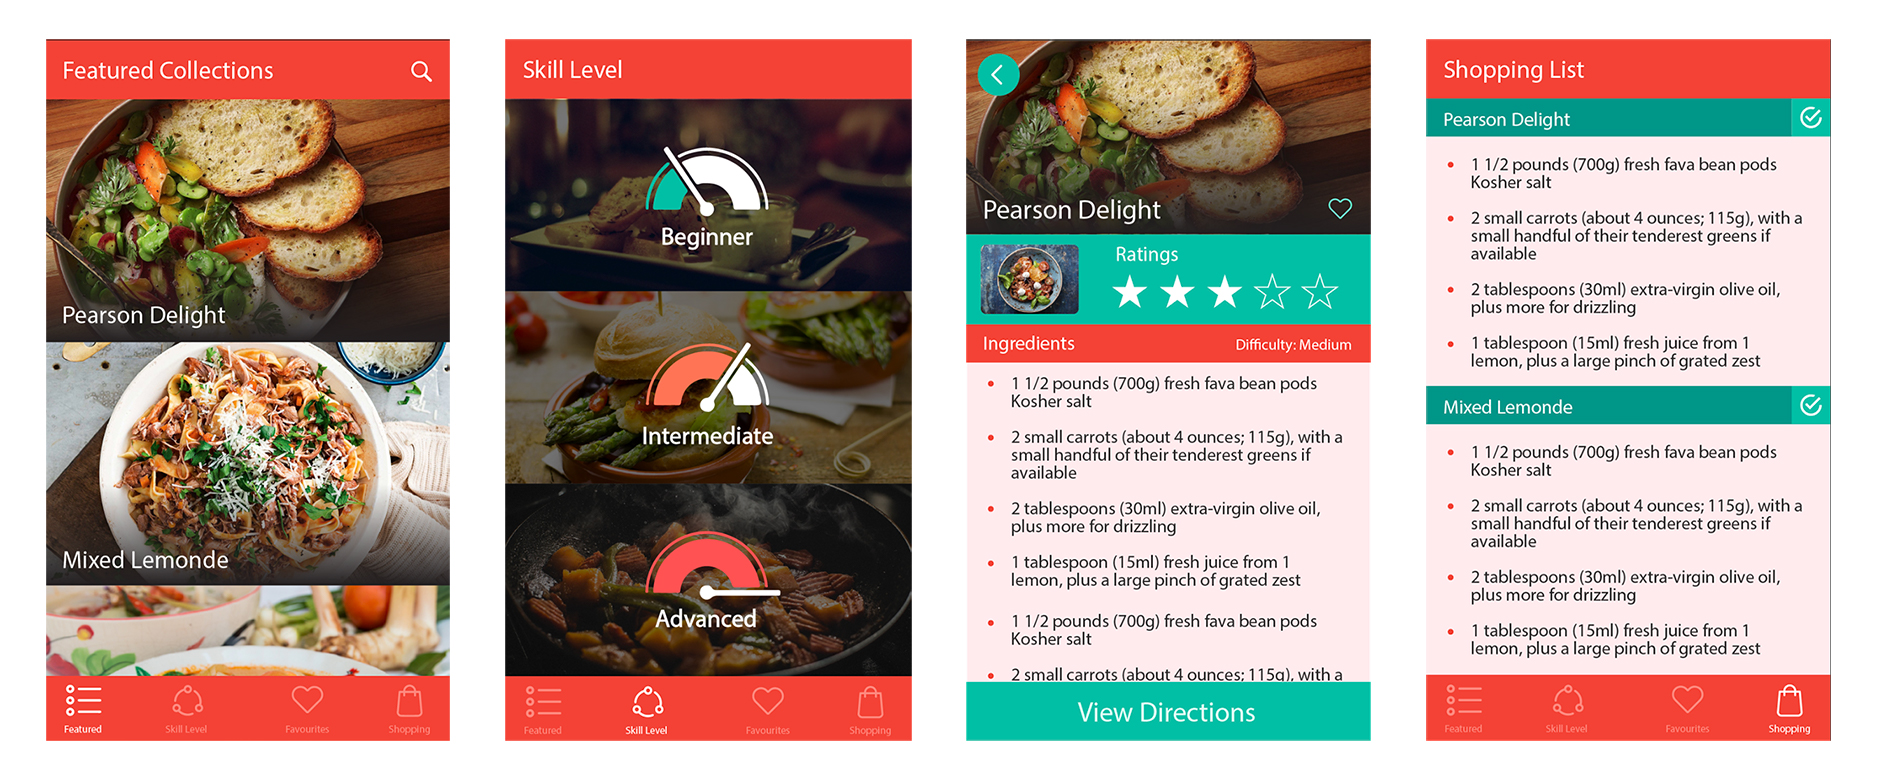 Featured Collections
Pearson Delight
Mixed Lemonde
Featured
Skill Level
Favourites
Shopping
Skill Level
Beginner
Intermediate
Advanced
Featured
Skill Level
Favourites
Shopping
Pearson Delight
Ratings
Ingredients
Difficulty: Medium
1 1/2 pounds (700g) fresh fava bean pods
Kosher salt
2 small carrots (about 4 ounces; 115g), with a
small handful of their tenderest greens if
available
2 tablespoons (30ml) extra-virgin olive oil,
plus more for drizzling
1 tablespoon (15ml) fresh juice from 1
lemon, plus a large pinch of grated zest
1 1/2 pounds (700g) fresh fava bean pods
Kosher salt
2 small carrots (about 4 ounces; 115g), with a
View Directions
Shopping List
Pearson Delight
1 1/2 pounds (700g) fresh fava bean pods
Kosher salt
2 small carrots (about 4 ounces; 115g), with a
small handful of their tenderest greens if
available
2 tablespoons (30ml) extra-virgin olive oil,
plus more for drizzling
1 tablespoon (15ml) fresh juice from 1
lemon, plus a large pinch of grated zest
Mixed Lemonde
1 1/2 pounds (700g) fresh fava bean pods
Kosher salt
2 small carrots (about 4 ounces; 115g), with a
small handful of their tenderest greens if
available
2 tablespoons (30ml) extra-virgin olive oil,
plus more for drizzling
1 tablespoon (15ml) fresh juice from 1
lemon, plus a large pinch of grated zest
Featured
Skill Level
Favourites
Shopping